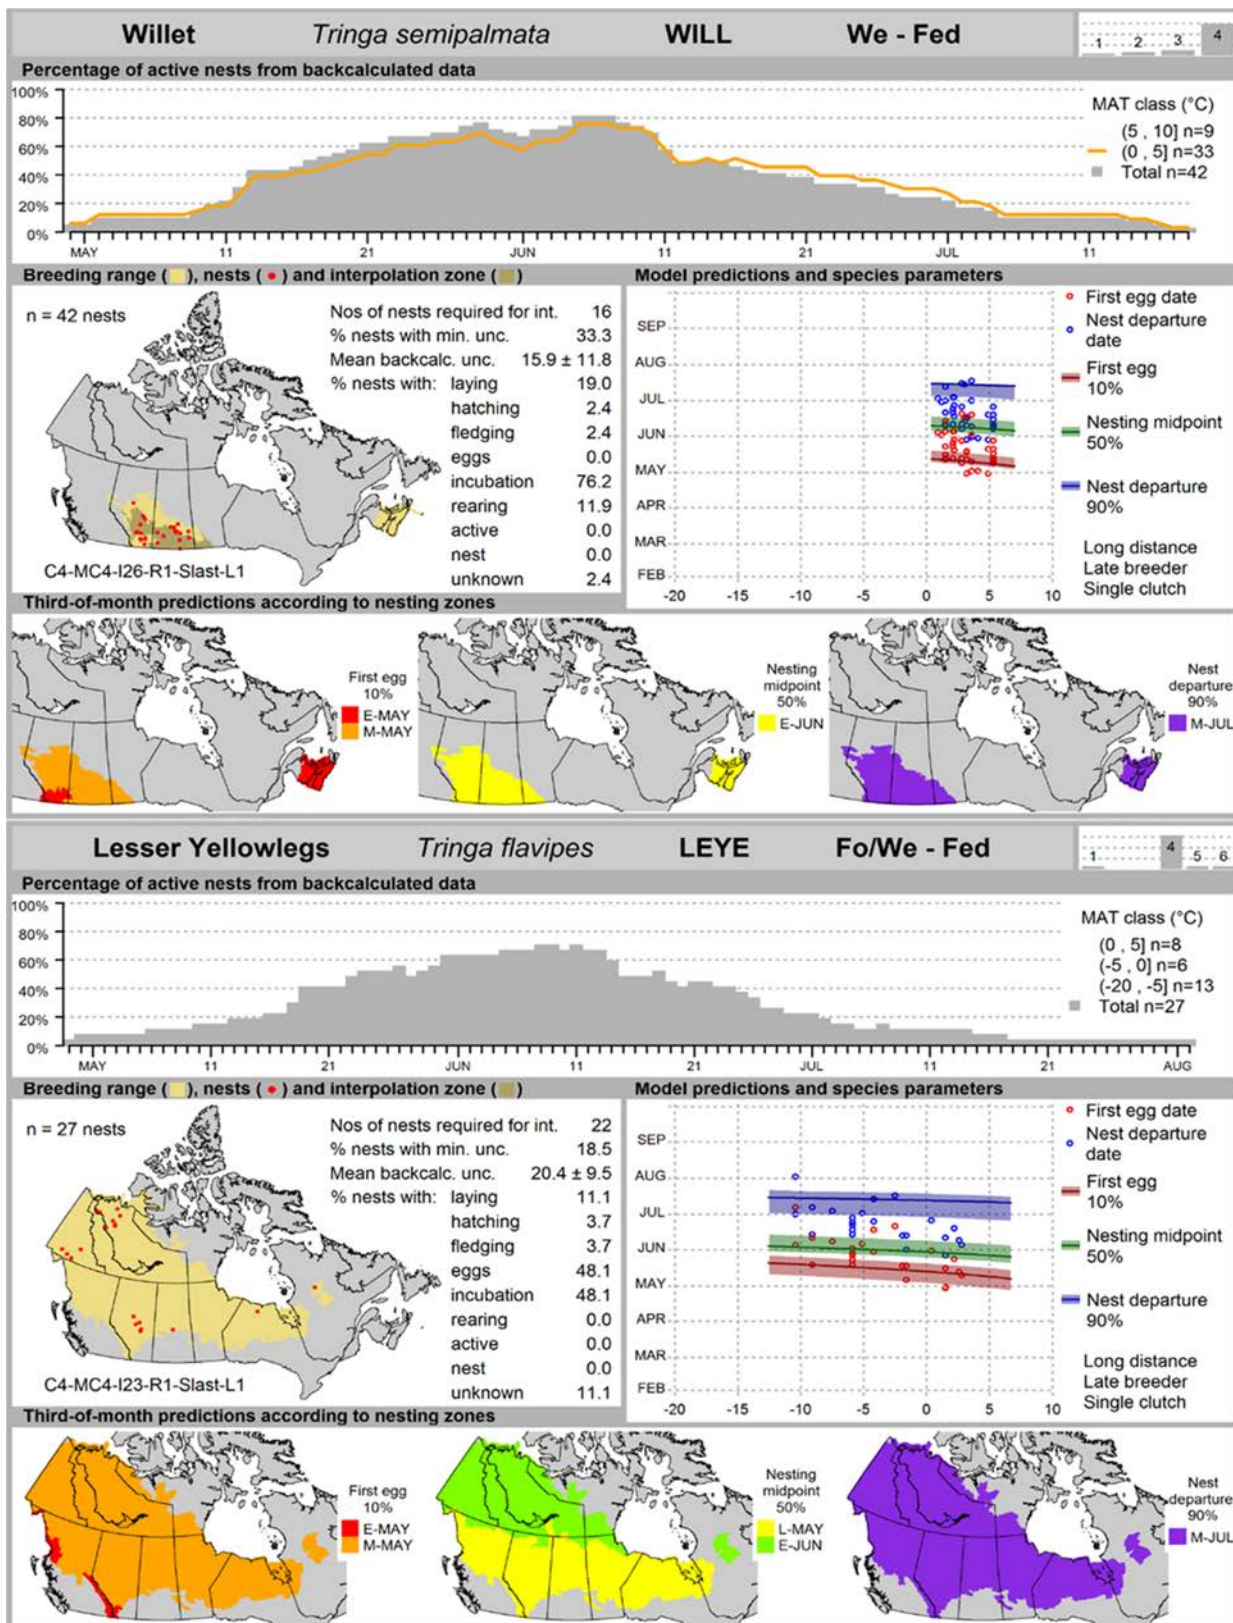 Willet Tringa semipalmata WILL We - Fed
1 2 3 4
Percentage of active nests from backcalculated data
100%
80%
60%
40%
20%
0%
MAT class (°C)
(5 , 10] n=9
(0 , 5] n=33
Total n=42
MAY 11 21 JUN 11 21 JUL 11
Breeding range ( ), nests ( ) and interpolation zone ( )
n = 42 nests
Nos of nests required for int. 16
% nests with min. unc. 33.3
Mean backcalc. unc. 15.9 ± 11.8
% nests with: laying 19.0
hatching 2.4
fledging 2.4
eggs 0.0
incubation 76.2
rearing 11.9
active 0.0
nest 0.0
unknown 2.4
C4-MC4-I26-R1-Slast-L1
Model predictions and species parameters
SEP
AUG
JUL
JUN
MAY
APR
MAR
FEB
-20 -15 -10 -5 0 5 10
First egg date
Nest departure
date
First egg
10%
Nesting midpoint
50%
Nest departure
90%
Long distance
Late breeder
Single clutch
Third-of-month predictions according to nesting zones
First egg
10%
E-MAY
M-MAY
Nesting
midpoint
50%
E-JUN
Nest
departure
90%
M-JUL
Lesser Yellowlegs Tringa flavipes LEYE Fo/We - Fed
1 4 5 6
Percentage of active nests from backcalculated data
100%
80%
60%
40%
20%
0%
MAT class (°C)
(0 , 5] n=8
(-5 , 0] n=6
(-20 , -5] n=13
Total n=27
MAY 11 21 JUN 11 21 JUL 11 21 AUG
Breeding range ( ), nests ( ) and interpolation zone ( )
n = 27 nests
Nos of nests required for int. 22
% nests with min. unc. 18.5
Mean backcalc. unc. 20.4 ± 9.5
% nests with: laying 11.1
hatching 3.7
fledging 3.7
eggs 48.1
incubation 48.1
rearing 0.0
active 0.0
nest 0.0
unknown 11.1
C4-MC4-I23-R1-Slast-L1
Model predictions and species parameters
SEP
AUG
JUL
JUN
MAY
APR
MAR
FEB
-20 -15 -10 -5 0 5 10
First egg date
Nest departure
date
First egg
10%
Nesting midpoint
50%
Nest departure
90%
Long distance
Late breeder
Single clutch
Third-of-month predictions according to nesting zones
First egg
10%
E-MAY
M-MAY
Nesting
midpoint
50%
L-MAY
E-JUN
Nest
departure
90%
M-JUL